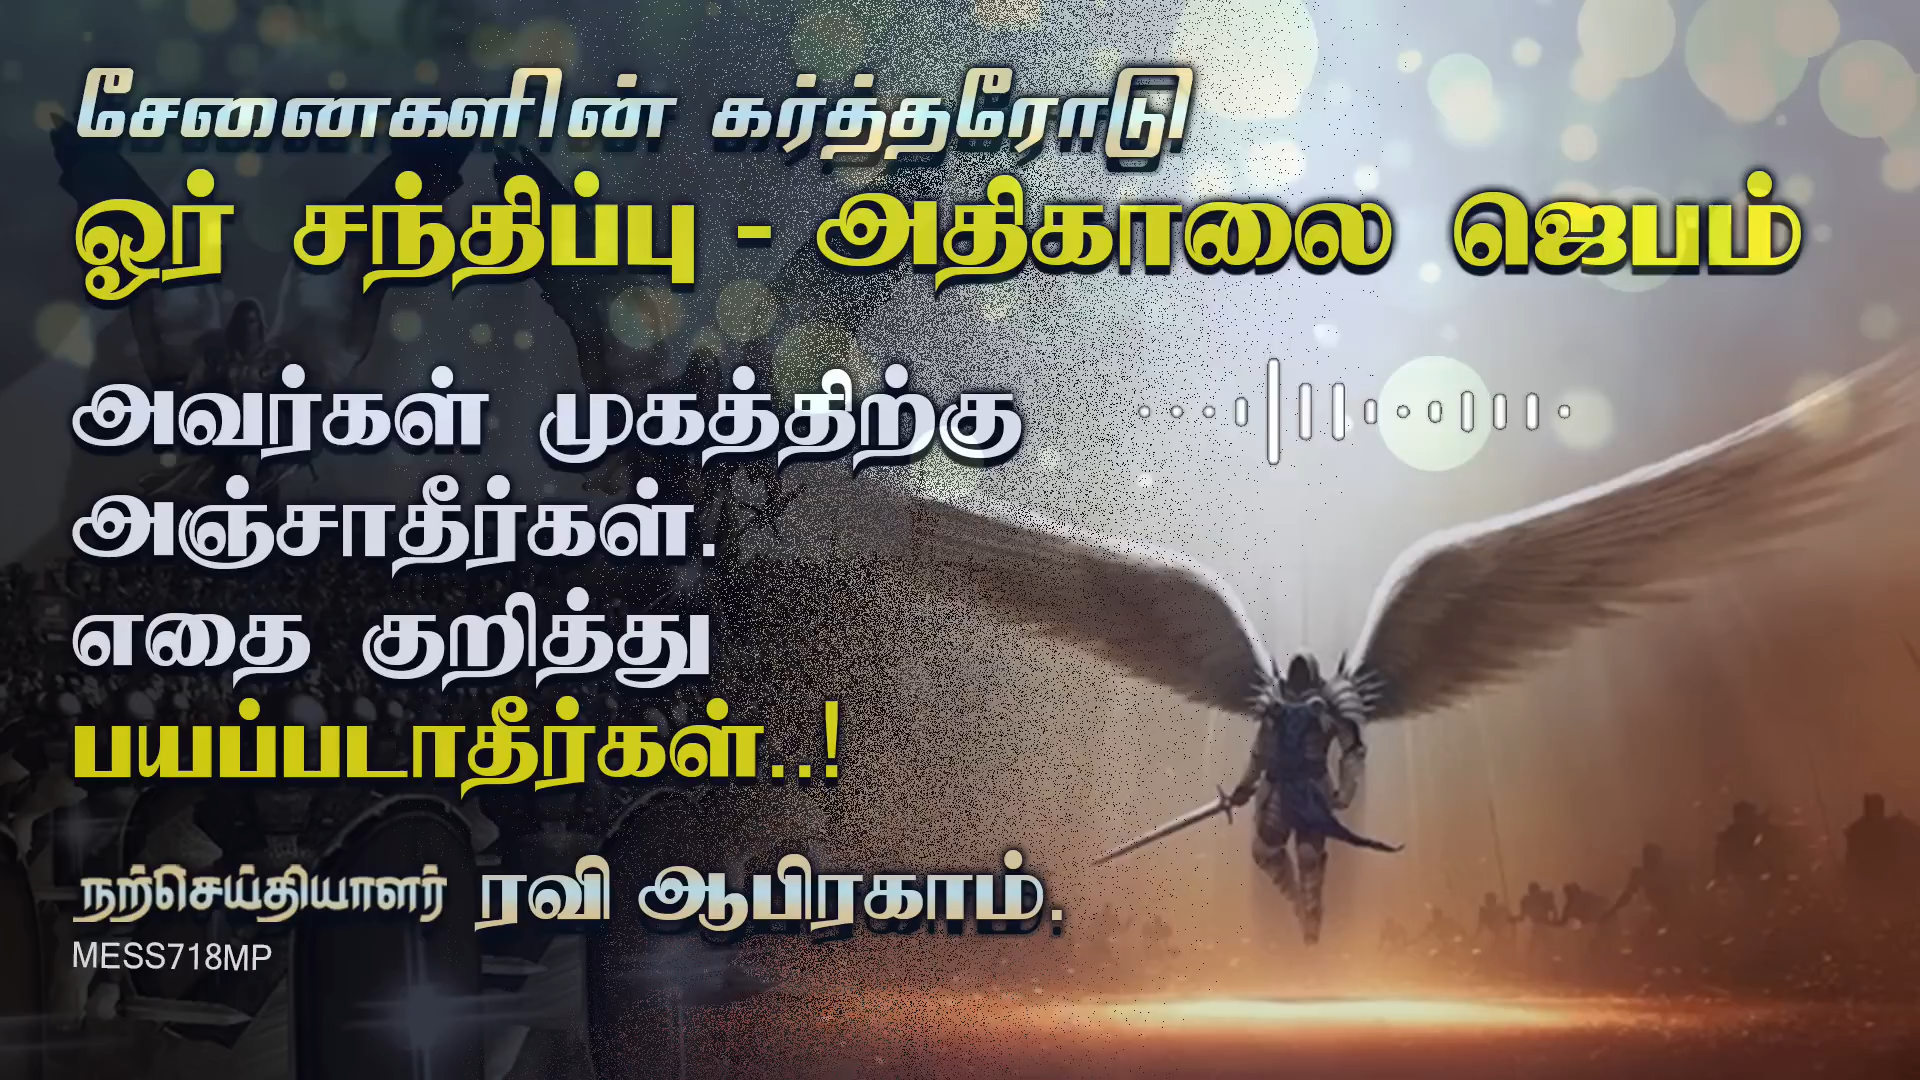 சேனைகளின் கர்த்தரோடு
ஓர் சந்திப்பு - அதிகாலை ஜெபம்
அவர்கள் முகத்திற்கு
அஞ்சாதீர்கள்.
எதை குறித்து
பயப்படாதீர்கள்..!
நற்செய்தியாளர் ரவி ஆபிரகாம்.
MESS718MP